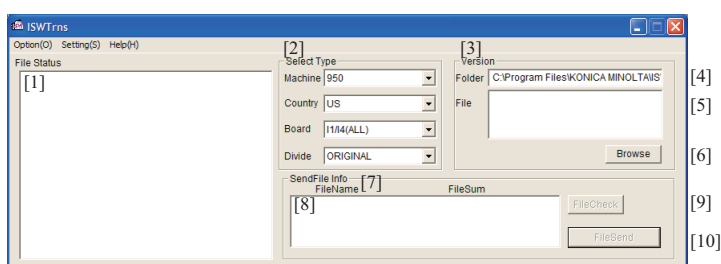 ISWTrns
Option(O) Setting(S) Help(H)
File Status
[1]
[2]
Select Type
Machine 950
Country US
Board I1/I4(ALL)
Divide ORIGINAL
[3]
Version
Folder C:\Program Files\KONICA MINOLTA\IS
[4]
File
[5]
Browse
[6]
SendFile Info
[7]
FileName FileSum
[8]
FileCheck
[9]
FileSend
[10]